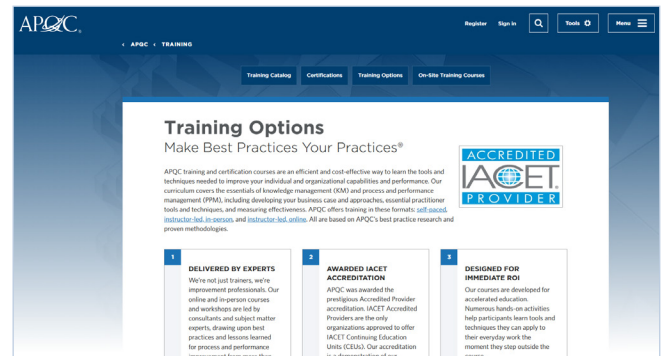 APQC®
Register Sign in Tools Menu
‹ APQC ‹ TRAINING
Training Catalog Certifications Training Options On-Site Training Courses
Training Options
Make Best Practices Your Practices®
APQC training and certification courses are an efficient and cost-effective way to learn the tools and
techniques needed to improve your individual and organizational capabilities and performance. Our
curriculum covers the essentials of knowledge management (KM) and process and performance
management (PPM), including developing your business case and approaches, essential practitioner
tools and techniques, and measuring effectiveness. APQC offers training in these formats: self-paced,
instructor-led, in-person, and instructor-led, online. All are based on APQC's best practice research and
proven methodologies.
ACCREDITED
IACET
PROVIDER
1
DELIVERED BY EXPERTS
We're not just trainers, we're
improvement professionals. Our
online and in-person courses
and workshops are led by
consultants and subject matter
experts, drawing upon best
practices and lessons learned
for process and performance
2
AWARDED IACET
ACCREDITATION
APQC was awarded the
prestigious Accredited Provider
accreditation. IACET Accredited
Providers are the only
organizations approved to offer
IACET Continuing Education
Units (CEUs). Our accreditation
is a demonstration of our
3
DESIGNED FOR
IMMEDIATE ROI
Our courses are developed for
accelerated education.
Numerous hands-on activities
help participants learn tools and
techniques they can apply to
their everyday work the
moment they step outside the
course.